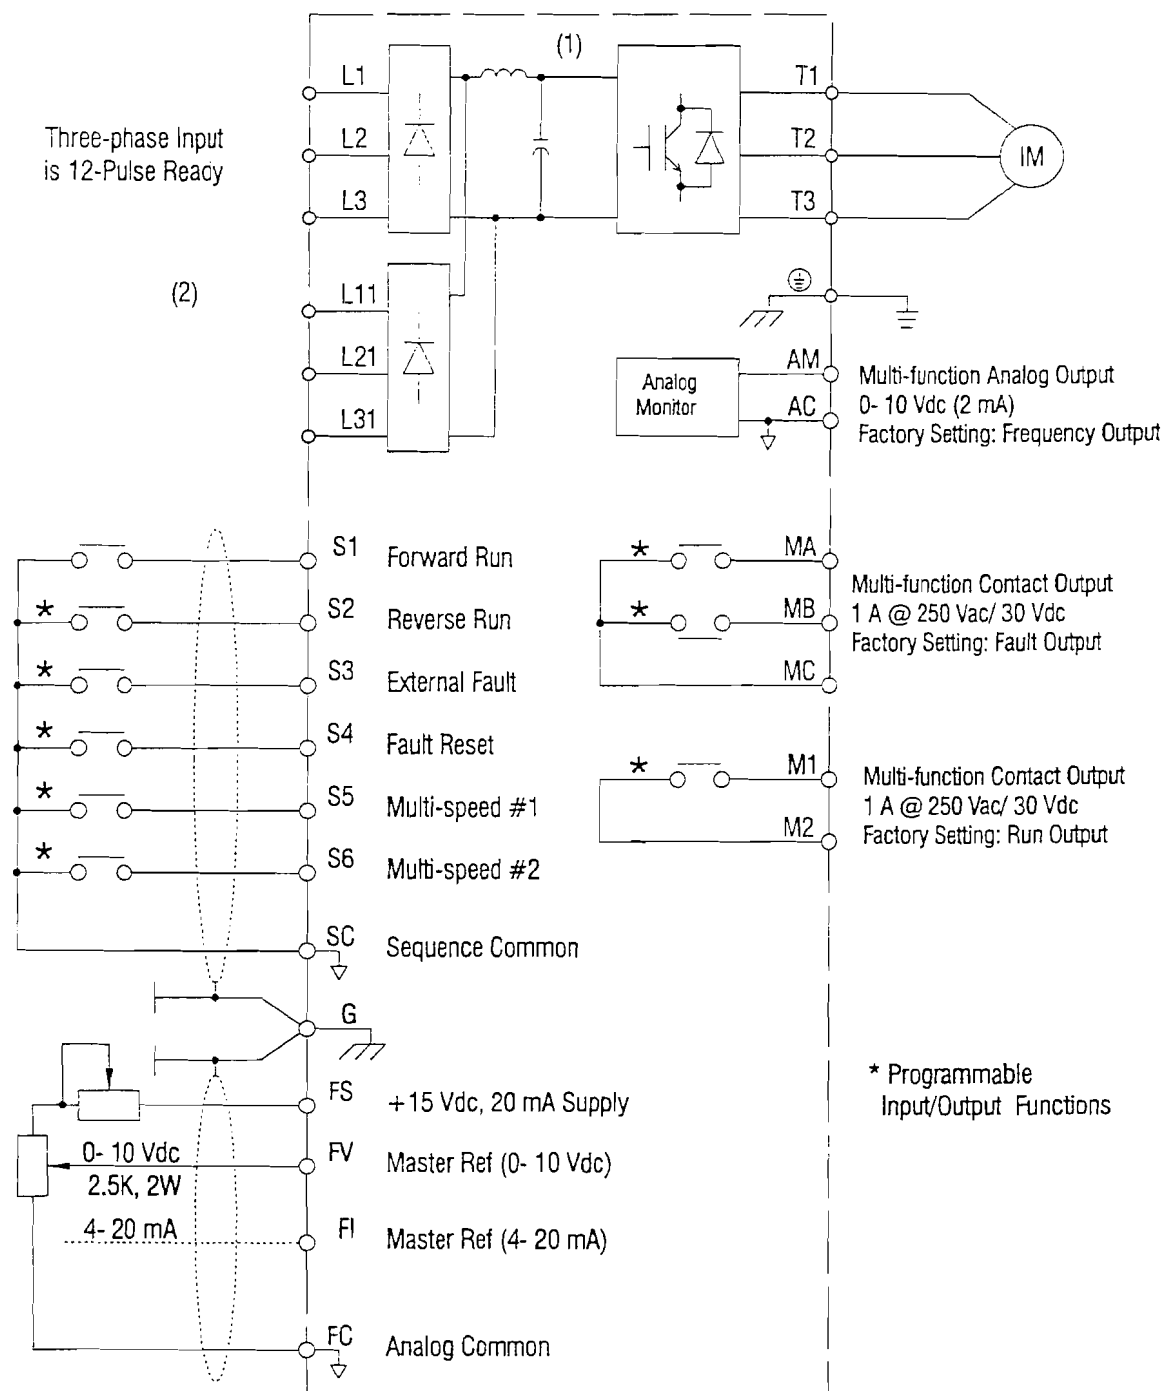 (1)
L1
T1
Three-phase Input
is 12-Pulse Ready
L2
T2
IM
L3
T3
(2)
L11
L21
L31
Analog
Monitor
AM
AC
Multi-function Analog Output
0- 10 Vdc (2 mA)
Factory Setting: Frequency Output
S1 Forward Run
* S2 Reverse Run
* S3 External Fault
* S4 Fault Reset
* S5 Multi-speed #1
* S6 Multi-speed #2
SC Sequence Common
* MA
* MB
MC
Multi-function Contact Output
1 A @ 250 Vac/ 30 Vdc
Factory Setting: Fault Output
* M1
M2
Multi-function Contact Output
1 A @ 250 Vac/ 30 Vdc
Factory Setting: Run Output
G
FS +15 Vdc, 20 mA Supply
0- 10 Vdc
2.5K, 2W
FV Master Ref (0- 10 Vdc)
4- 20 mA
FI Master Ref (4- 20 mA)
FC Analog Common
* Programmable
Input/Output Functions